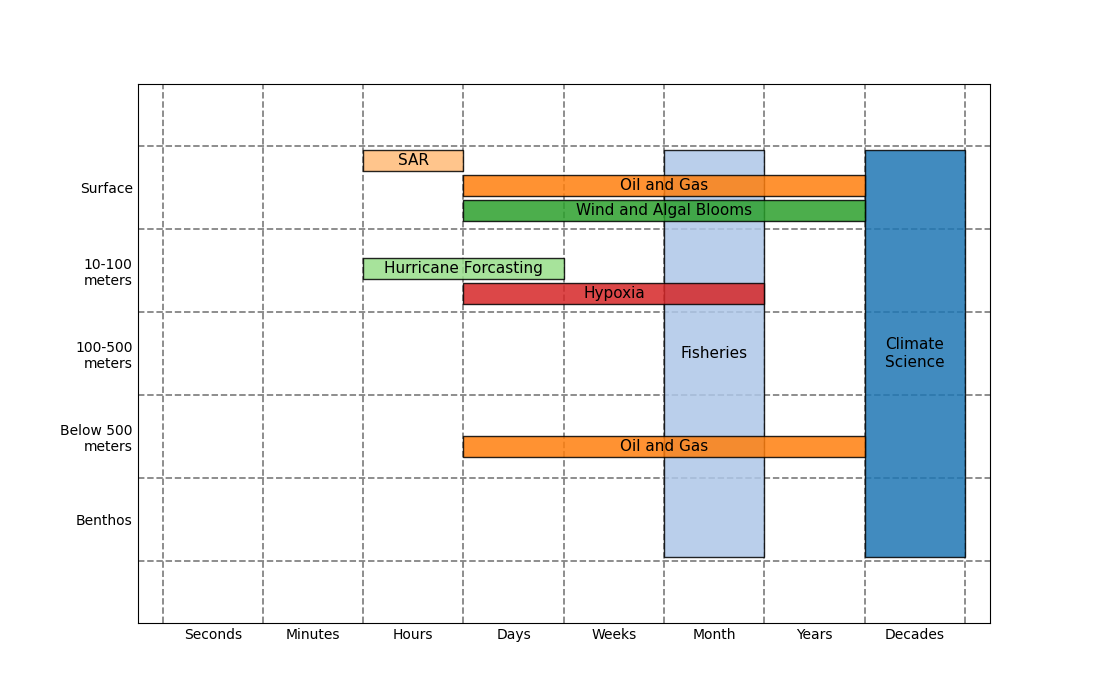 SAR
Surface
Oil and Gas
Wind and Algal Blooms
10-100
meters
Hurricane Forcasting
Hypoxia
100-500
meters
Fisheries
Climate
Science
Below 500
meters
Oil and Gas
Benthos
Seconds
Minutes
Hours
Days
Weeks
Month
Years
Decades